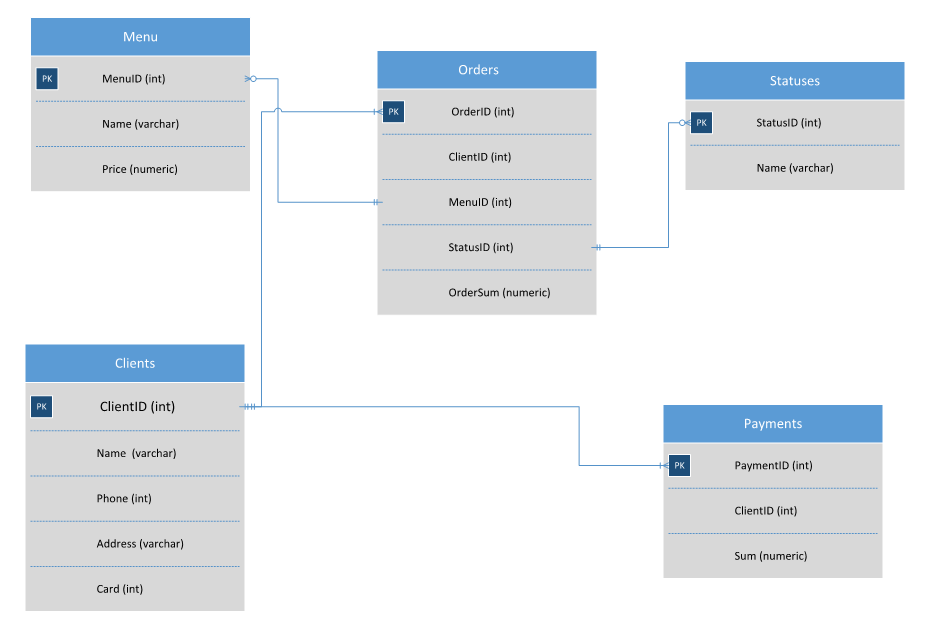 Menu
PK
MenuID (int)
Name (varchar)
Price (numeric)
Orders
PK
OrderID (int)
ClientID (int)
MenuID (int)
StatusID (int)
OrderSum (numeric)
Statuses
PK
StatusID (int)
Name (varchar)
Clients
PK
ClientID (int)
Name  (varchar)
Phone (int)
Address (varchar)
Card (int)
Payments
PK
PaymentID (int)
ClientID (int)
Sum (numeric)